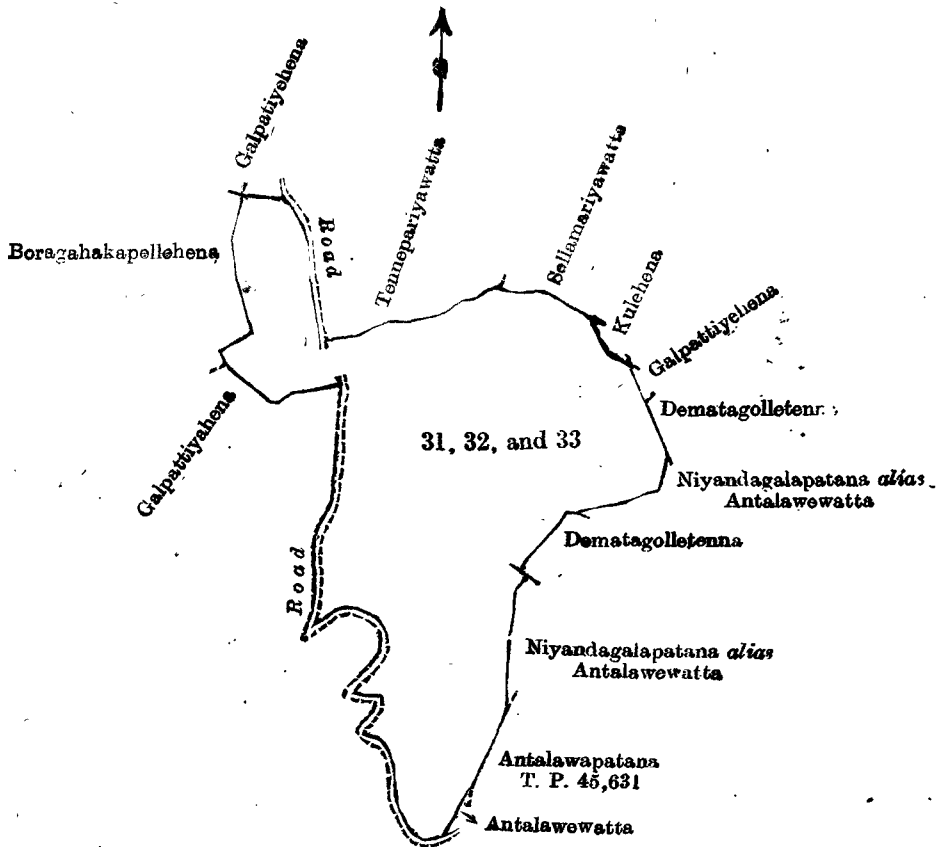 Galpatiyehena
Boragahakapellehena
Road
Tennepariyawatta
Sellamariyawatta
Kulehena
Galpattiyehena
Galpattiyahena
Dematagolletenr.
31, 32, and 33
Niyandagalapatana alias
Antalawewatta
Dematagolletenna
Road
Niyandagalapatana alias
Antalawewatta
Antalawapatana
T. P. 45,631
Antalawewatta